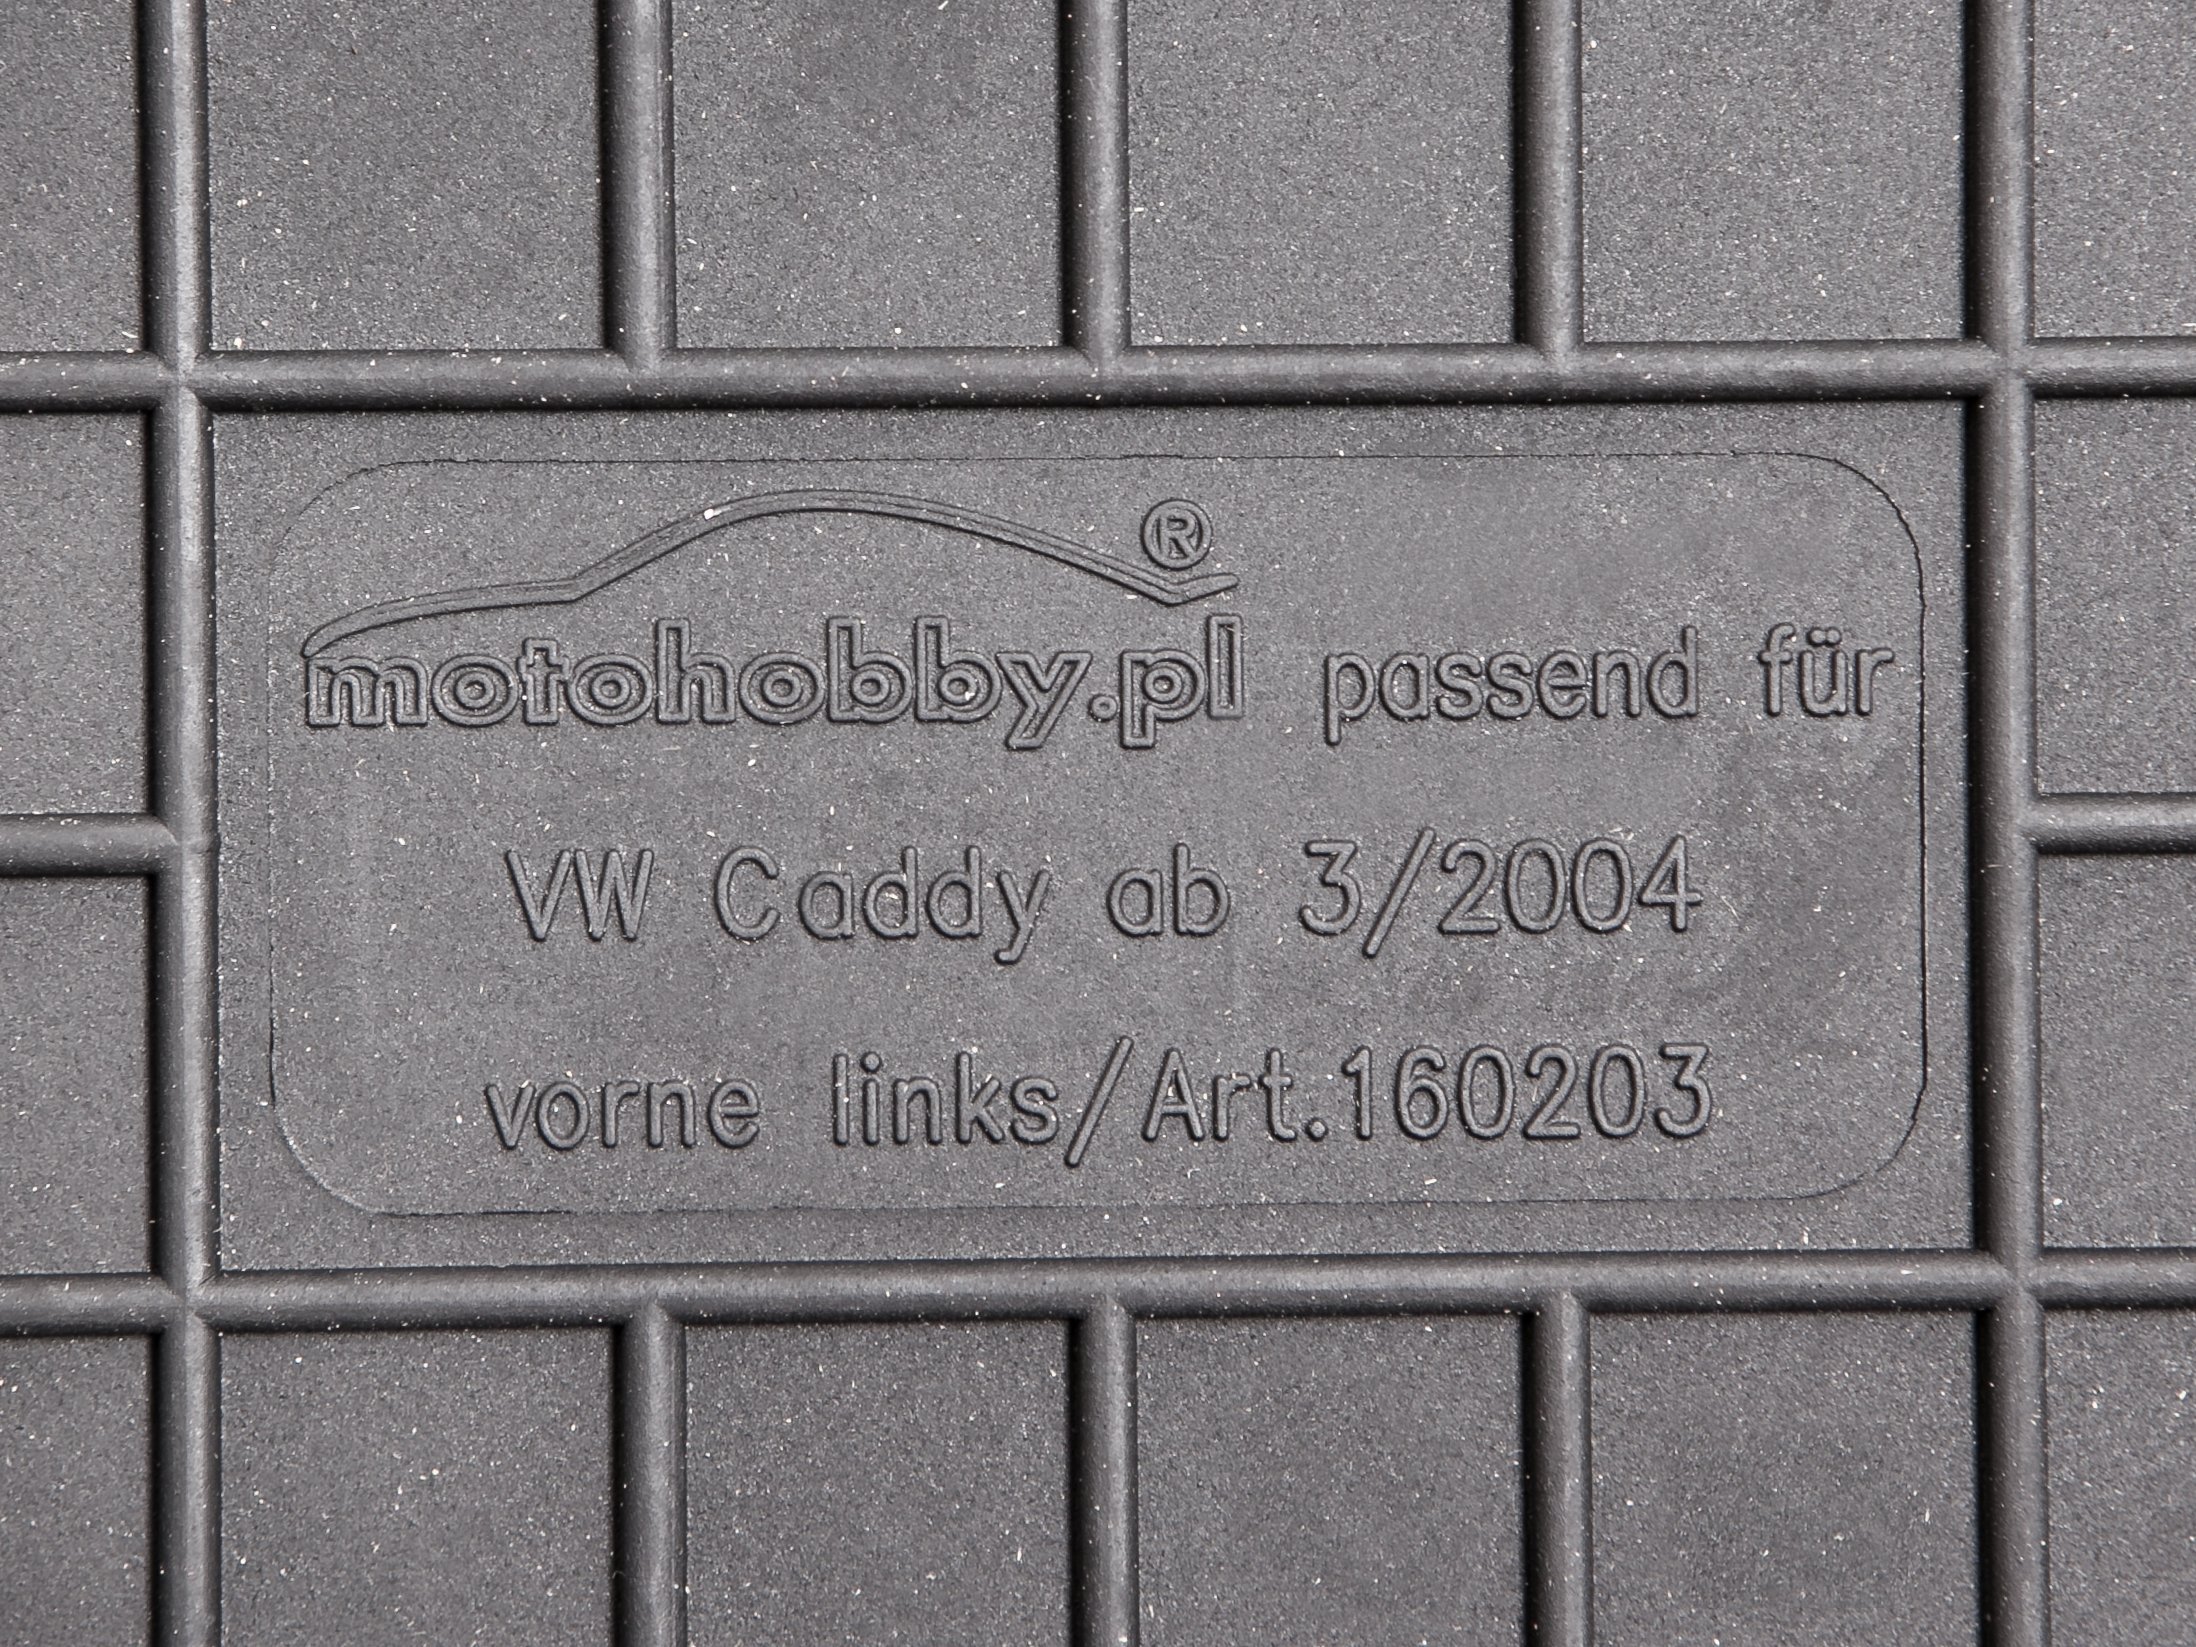 motohobby.pl® passend für
VW Caddy ab 3/2004
vorne links/Art.160203